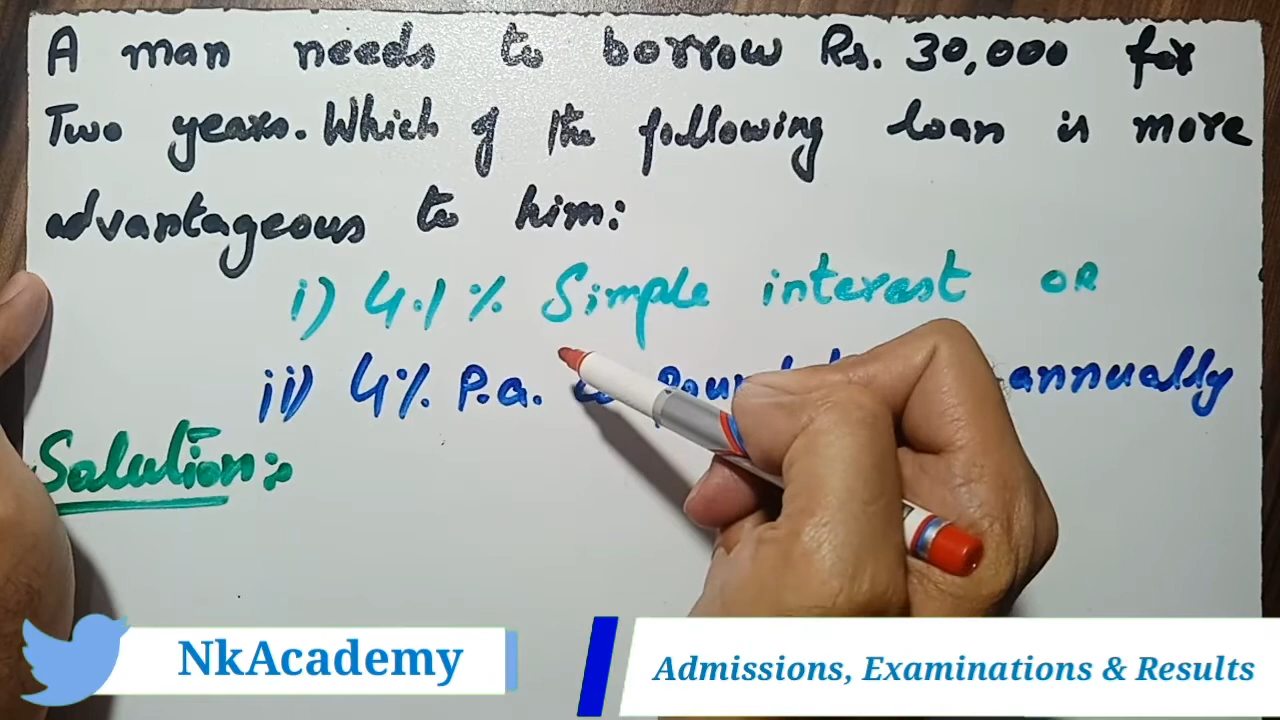 A man needs to borrow Rs. 30,000 for
Two years. Which of the following loan is more
advantageous to him:
i) 4.1% Simple interest OR
ii) 4% P.a. annually
Solution:
NkAcademy
Admissions, Examinations & Results